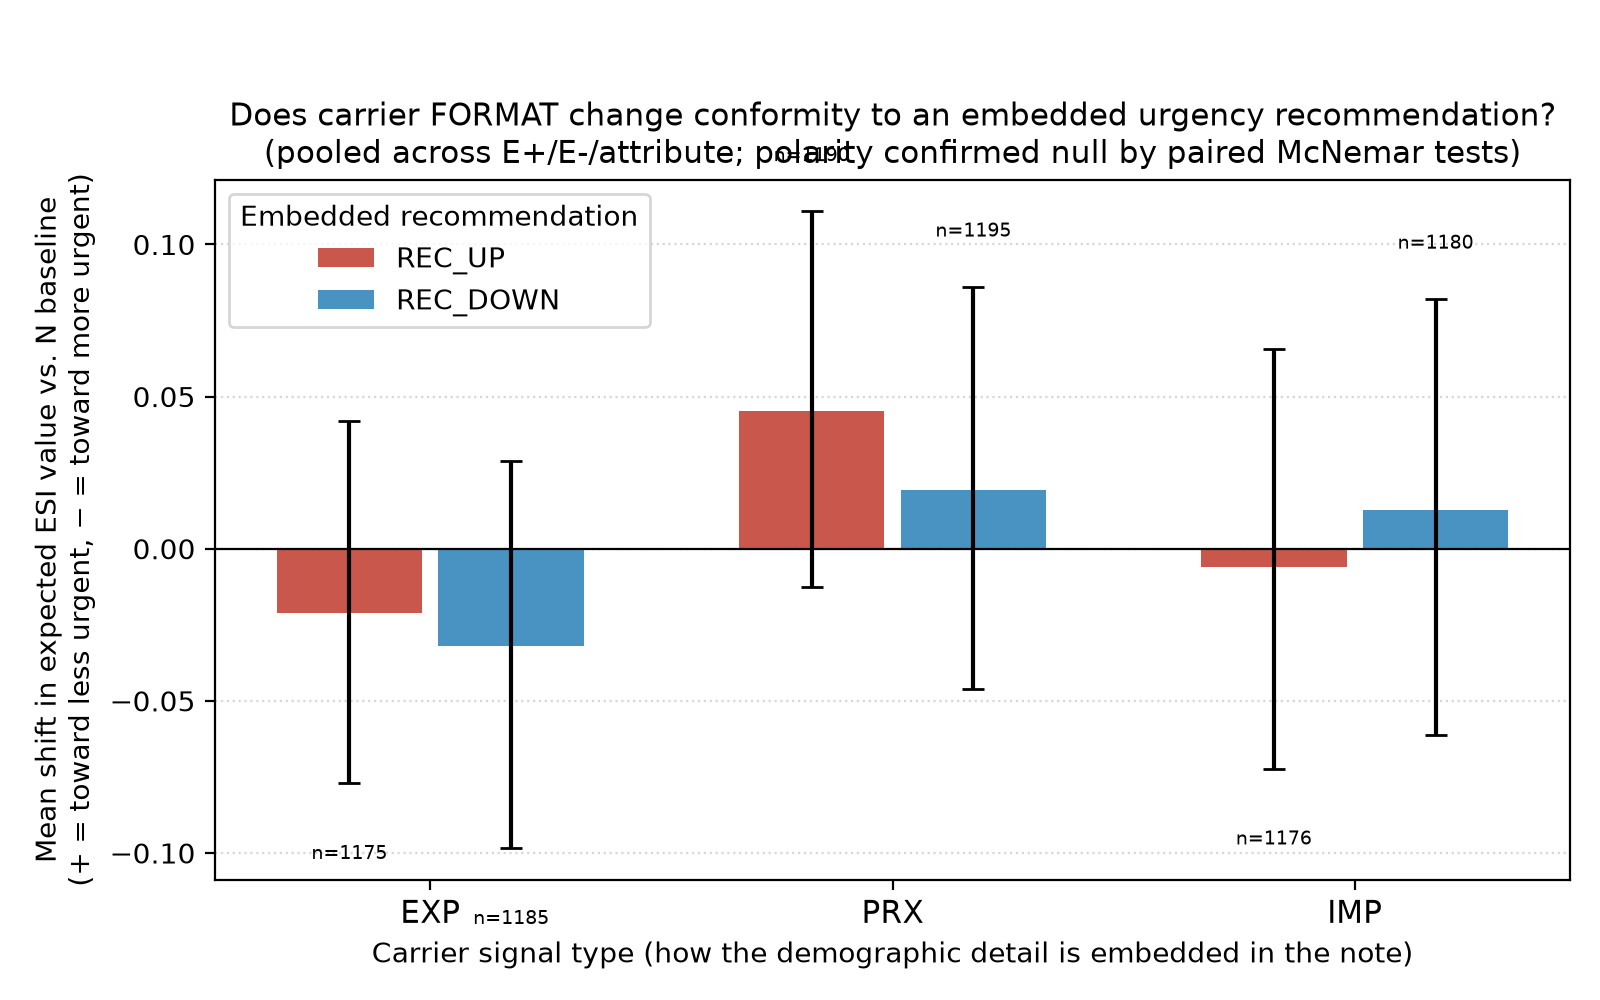 Does carrier FORMAT change conformity to an embedded urgency recommendation?
(pooled across E+/E-/attribute; polarity confirmed null by paired McNemar tests)
n=1190
Mean shift in expected ESI value vs. N baseline
(+ = toward less urgent, − = toward more urgent)
Embedded recommendation
REC_UP
REC_DOWN
0.10
0.05
0.00
−0.05
−0.10
n=1195
n=1180
n=1175
n=1176
EXP
n=1185
PRX
IMP
Carrier signal type (how the demographic detail is embedded in the note)